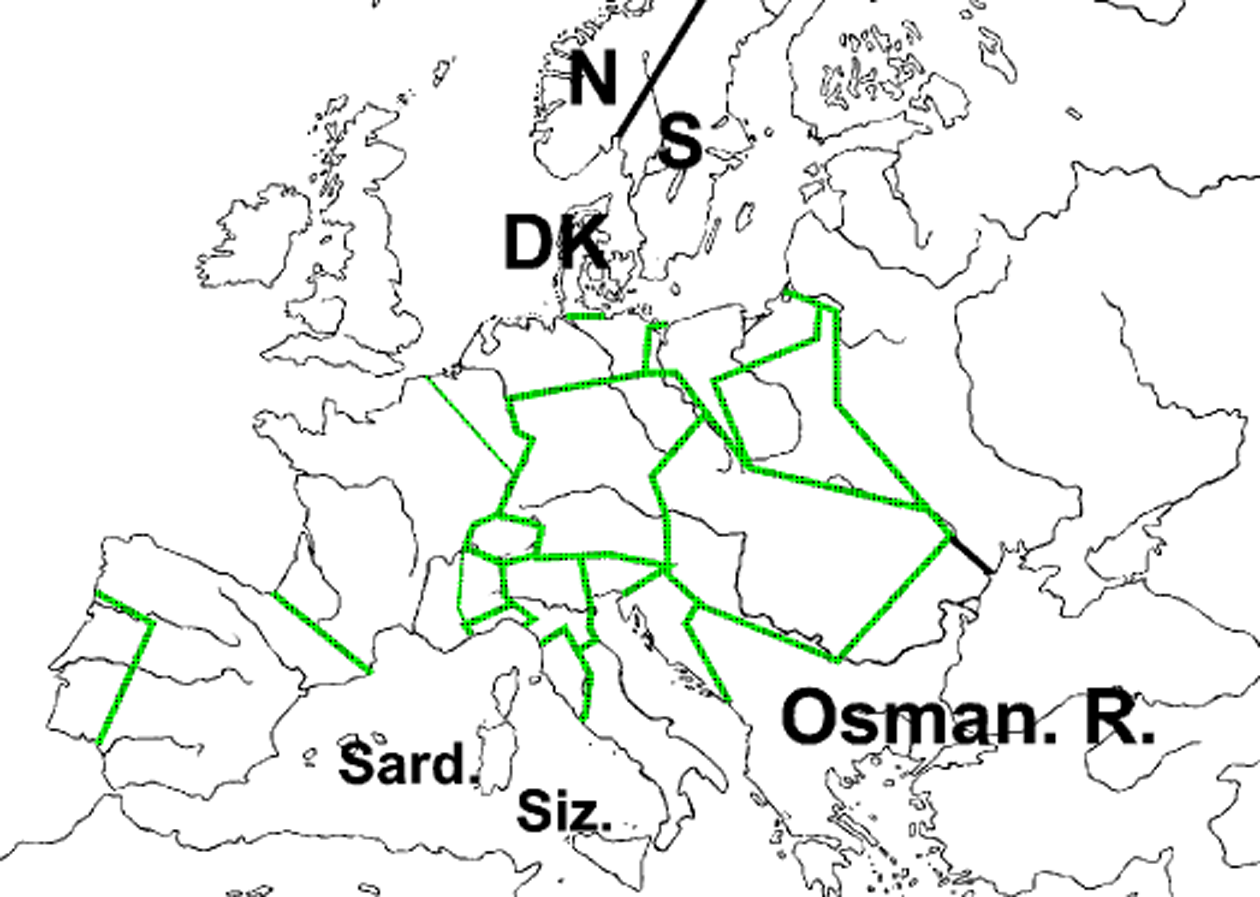 N
S
DK
Osman. R.
Sard.
Siz.